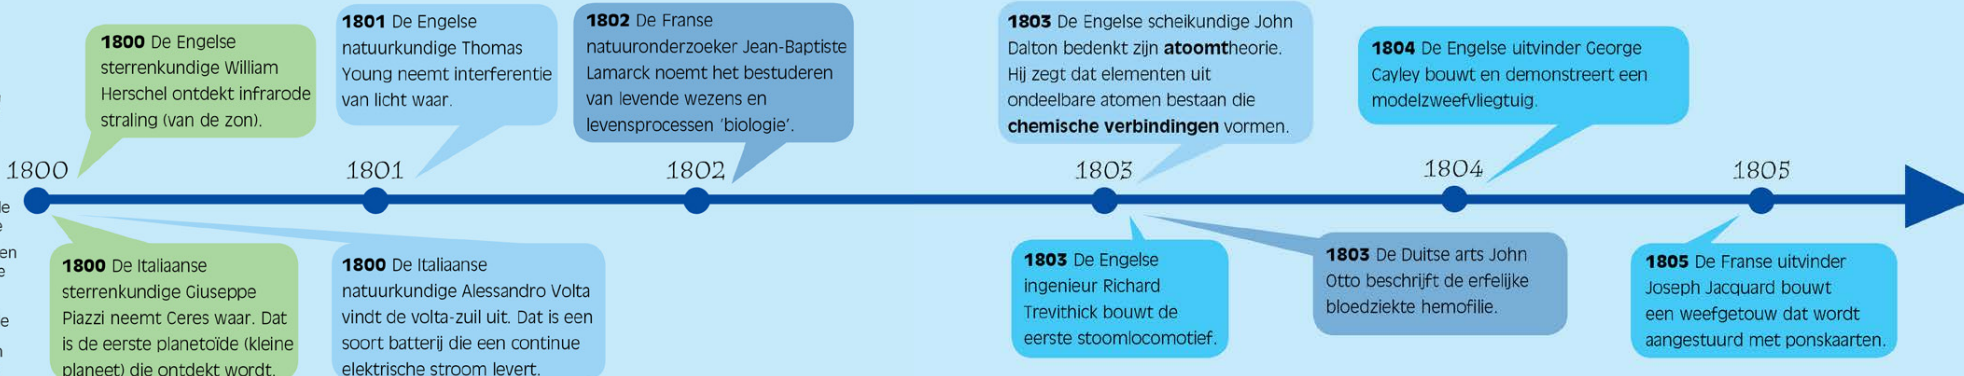 1800 De Engelse
sterrenkundige William
Herschel ontdekt infrarode
straling (van de zon).
1801 De Engelse
natuurkundige Thomas
Young neemt interferentie
van licht waar.
1802 De Franse
natuuronderzoeker Jean-Baptiste
Lamarck noemt het bestuderen
van levende wezens en
levensprocessen ‘biologie’.
1803 De Engelse scheikundige John
Dalton bedenkt zijn atoomtheorie.
Hij zegt dat elementen uit
ondeelbare atomen bestaan die
chemische verbindingen vormen.
1804 De Engelse uitvinder George
Cayley bouwt en demonstreert een
modelzweefvliegtuig.
1800
1801
1802
1803
1804
1805
1800 De Italiaanse
sterrenkundige Giuseppe
Piazzi neemt Ceres waar. Dat
is de eerste planetoïde (kleine
planeet) die ontdekt wordt.
1800 De Italiaanse
natuurkundige Alessandro Volta
vindt de volta-zuil uit. Dat is een
soort batterij die een continue
elektrische stroom levert.
1803 De Engelse
ingenieur Richard
Trevithick bouwt de
eerste stoomlocomotief.
1803 De Duitse arts John
Otto beschrijft de erfelijke
bloedziekte hemofilie.
1805 De Franse uitvinder
Joseph Jacquard bouwt
een weefgetouw dat wordt
aangestuurd met ponskaarten.